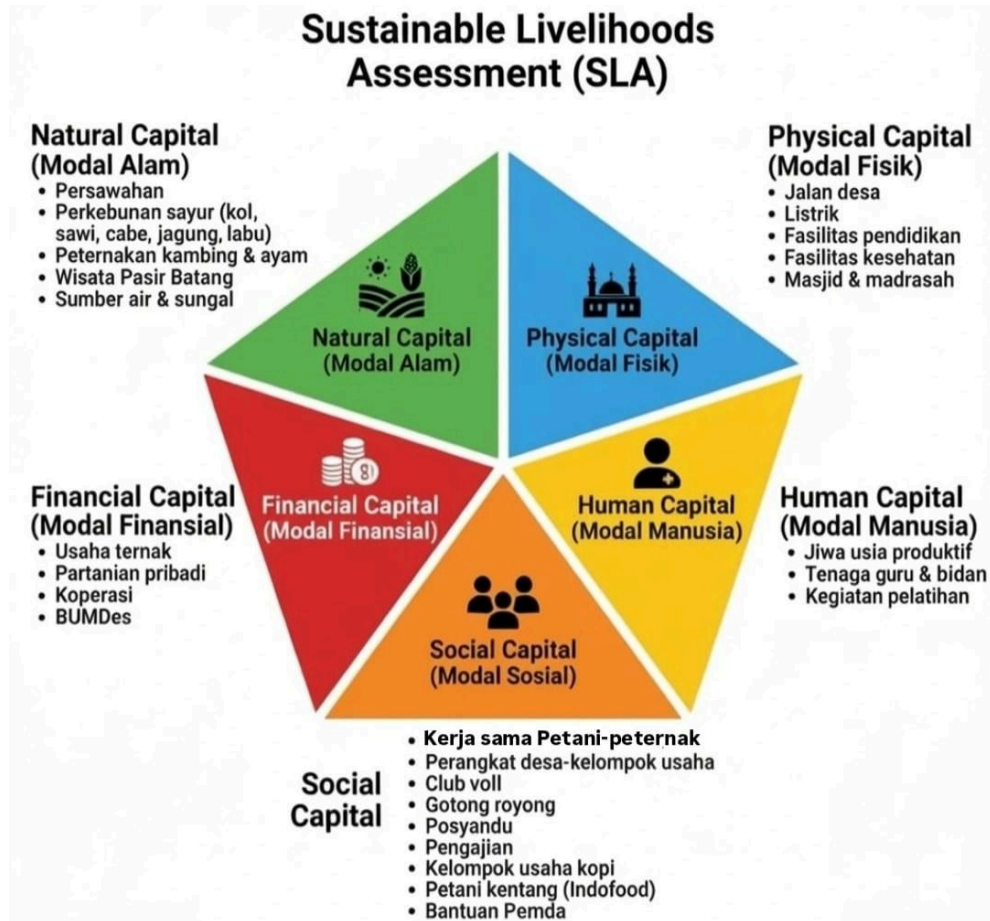 Sustainable Livelihoods
Assessment (SLA)
Natural Capital
(Modal Alam)
• Persawahan
• Perkebunan sayur (kol,
sawi, cabe, jagung, labu)
• Peternakan kambing & ayam
• Wisata Pasir Batang
• Sumber air & sungal
Physical Capital
(Modal Fisik)
• Jalan desa
• Listrik
• Fasilitas pendidikan
• Fasilitas kesehatan
• Masjid & madrasah
Natural Capital
(Modal Alam)
Physical Capital
(Modal Fisik)
Financial Capital
(Modal Finansial)
• Usaha ternak
• Partanian pribadi
• Koperasi
• BUMDes
Financial Capital
(Modal Finansial)
Human Capital
(Modal Manusia)
Human Capital
(Modal Manusia)
• Jiwa usia produktif
• Tenaga guru & bidan
• Kegiatan pelatihan
Social Capital
(Modal Sosial)
Social
Capital
• Kerja sama Petani-peternak
• Perangkat desa-kelompok usaha
• Club voll
• Gotong royong
• Posyandu
• Pengajian
• Kelompok usaha kopi
• Petani kentang (Indofood)
• Bantuan Pemda